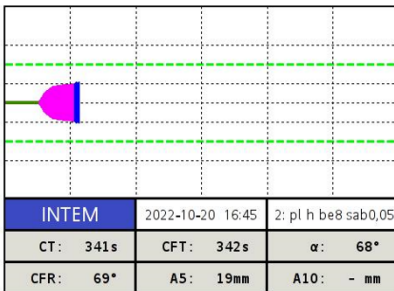 INTEM 2022-10-20 16:45 2: pl h be8 sab0,05
CT: 341s CFT: 342s α: 68°
CFR: 69° A5: 19mm A10: - mm